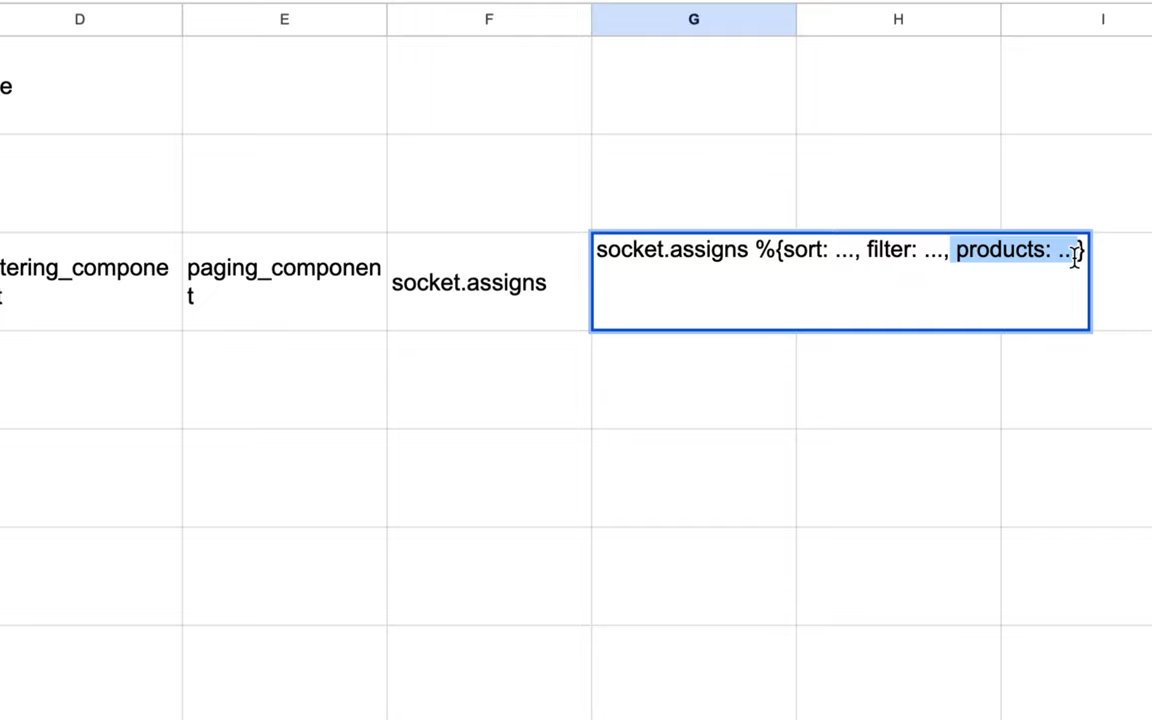 D E F G H I
e
tering_compone
t
paging_componen
t
socket.assigns
socket.assigns %{sort: ..., filter: ..., products: ...}